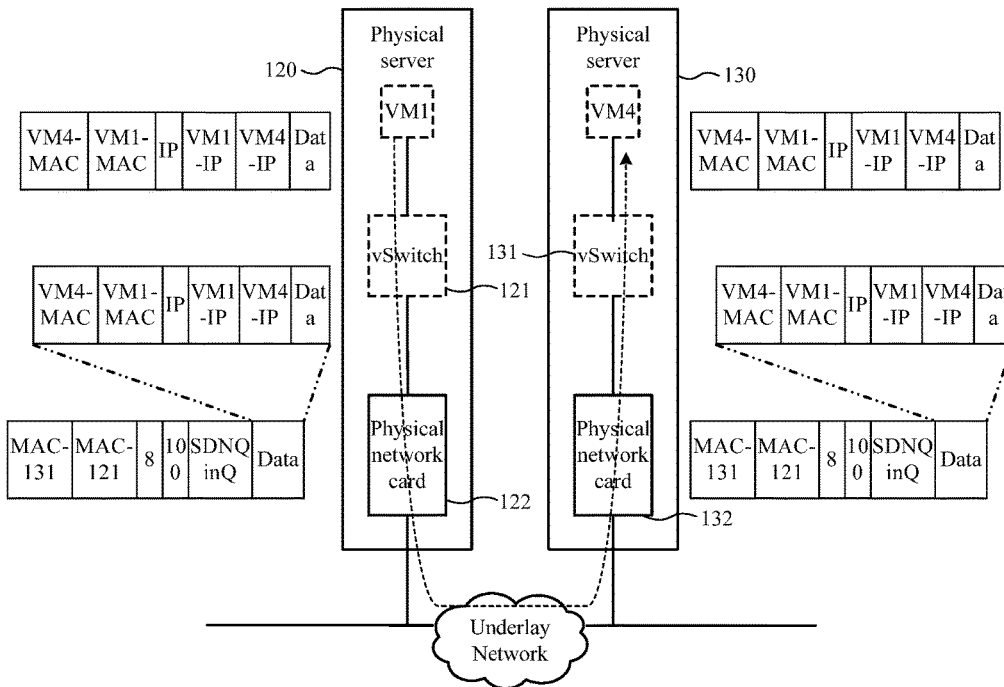 Physical
server
120
VM1
Physical
server
130
VM4
VM4-
MAC
VM1-
MAC
IP
VM1
-IP
VM4
-IP
Dat
a
VM4-
MAC
VM1-
MAC
IP
VM1
-IP
VM4
-IP
Dat
a
vSwitch
121
131
vSwitch
VM4-
MAC
VM1-
MAC
IP
VM1
-IP
VM4
-IP
Dat
a
VM4-
MAC
VM1-
MAC
IP
VM1
-IP
VM4
-IP
Dat
a
MAC-
131
MAC-
121
8
10
0
SDNQ
inQ
Data
Physical
network
card
122
Physical
network
card
132
MAC-
131
MAC-
121
8
10
0
SDNQ
inQ
Data
Underlay
Network